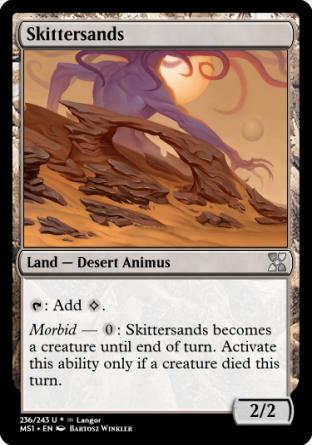 Skittersands
Land — Desert Animus
: Add .
Morbid — 0: Skittersands becomes
a creature until end of turn. Activate
this ability only if a creature died this
turn.
236/243 U * = Langor
MS1 • EN BARTOSZ WINKLER
2/2